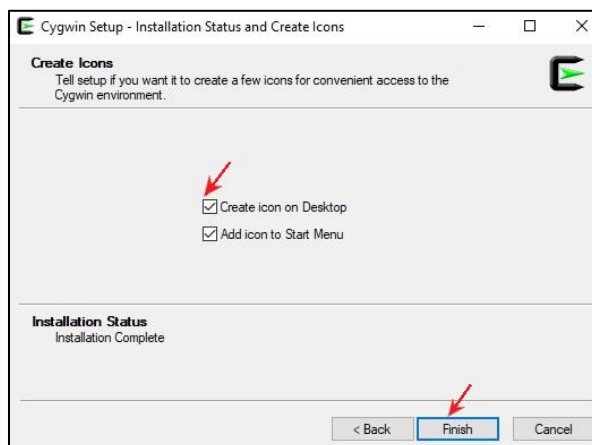 Cygwin Setup - Installation Status and Create Icons
Create Icons
Tell setup if you want it to create a few icons for convenient access to the
Cygwin environment.
Create icon on Desktop
Add icon to Start Menu
Installation Status
Installation Complete
< Back
Finish
Cancel